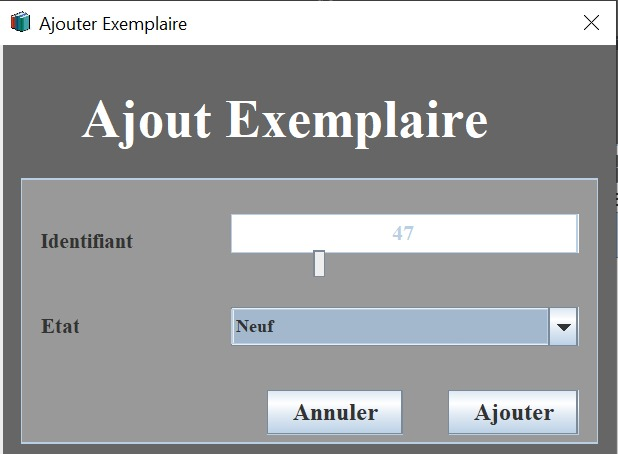 Ajouter Exemplaire
Ajout Exemplaire
Identifiant
47
Etat
Neuf
Annuler
Ajouter